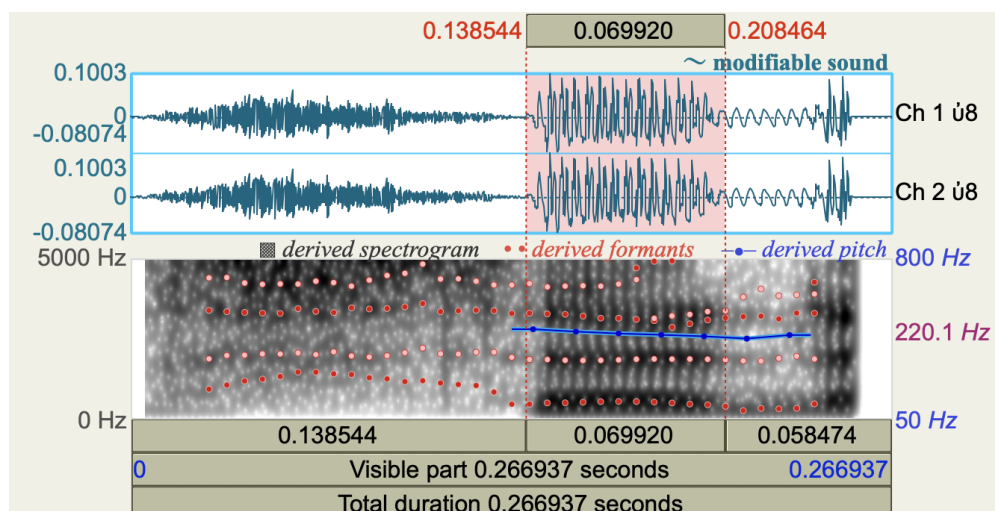 0.138544 0.069920 0.208464
~ modifiable sound
0.1003
0
-0.08074
Ch 1 ủ8
0.1003
0
-0.08074
Ch 2 ủ8
derived spectrogram derived formants derived pitch
5000 Hz 800 Hz
220.1 Hz
0 Hz 50 Hz
0.138544 0.069920 0.058474
0 Visible part 0.266937 seconds 0.266937
Total duration 0.266937 seconds